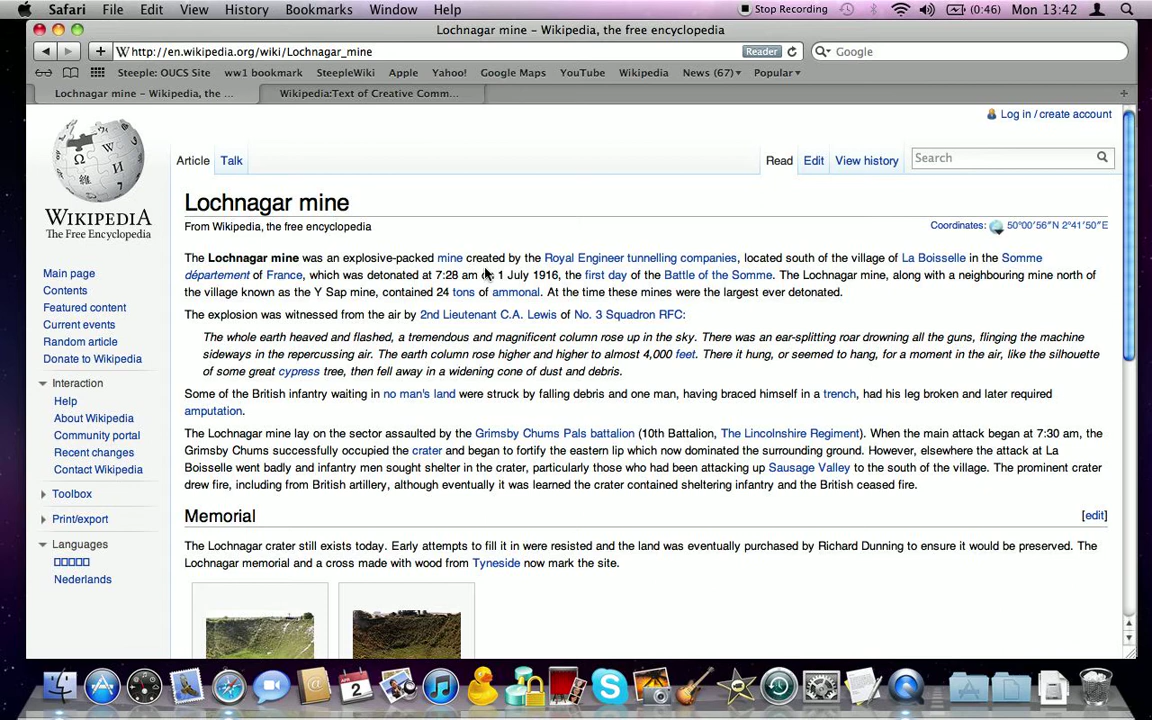 Safari File Edit View History Bookmarks Window Help Stop Recording (0:46) Mon 13:42
Lochnagar mine – Wikipedia, the free encyclopedia
W http://en.wikipedia.org/wiki/Lochnagar_mine Reader Google
Steeple: OUCS Site ww1 bookmark SteepleWiki Apple Yahoo! Google Maps YouTube Wikipedia News (67) Popular
Lochnagar mine – Wikipedia, the ... Wikipedia:Text of Creative Comm...
Log in / create account
Article Talk Read Edit View history Search
WIKIPEDIA
The Free Encyclopedia
Main page
Contents
Featured content
Current events
Random article
Donate to Wikipedia
Interaction
Help
About Wikipedia
Community portal
Recent changes
Contact Wikipedia
Toolbox
Print/export
Languages
Nederlands
Lochnagar mine
From Wikipedia, the free encyclopedia
Coordinates: 50°00′56″N 2°41′50″E
The Lochnagar mine was an explosive-packed mine created by the Royal Engineer tunnelling companies, located south of the village of La Boisselle in the Somme
département of France, which was detonated at 7:28 am 1 July 1916, the first day of the Battle of the Somme. The Lochnagar mine, along with a neighbouring mine north of
the village known as the Y Sap mine, contained 24 tons of ammonal. At the time these mines were the largest ever detonated.
The explosion was witnessed from the air by 2nd Lieutenant C.A. Lewis of No. 3 Squadron RFC:
The whole earth heaved and flashed, a tremendous and magnificent column rose up in the sky. There was an ear-splitting roar drowning all the guns, flinging the machine
sideways in the repercussing air. The earth column rose higher and higher to almost 4,000 feet. There it hung, or seemed to hang, for a moment in the air, like the silhouette
of some great cypress tree, then fell away in a widening cone of dust and debris.
Some of the British infantry waiting in no man's land were struck by falling debris and one man, having braced himself in a trench, had his leg broken and later required
amputation.
The Lochnagar mine lay on the sector assaulted by the Grimsby Chums Pals battalion (10th Battalion, The Lincolnshire Regiment). When the main attack began at 7:30 am, the
Grimsby Chums successfully occupied the crater and began to fortify the eastern lip which now dominated the surrounding ground. However, elsewhere the attack at La
Boisselle went badly and infantry men sought shelter in the crater, particularly those who had been attacking up Sausage Valley to the south of the village. The prominent crater
drew fire, including from British artillery, although eventually it was learned the crater contained sheltering infantry and the British ceased fire.
Memorial [edit]
The Lochnagar crater still exists today. Early attempts to fill it in were resisted and the land was eventually purchased by Richard Dunning to ensure it would be preserved. The
Lochnagar memorial and a cross made with wood from Tyneside now mark the site.
APR
2